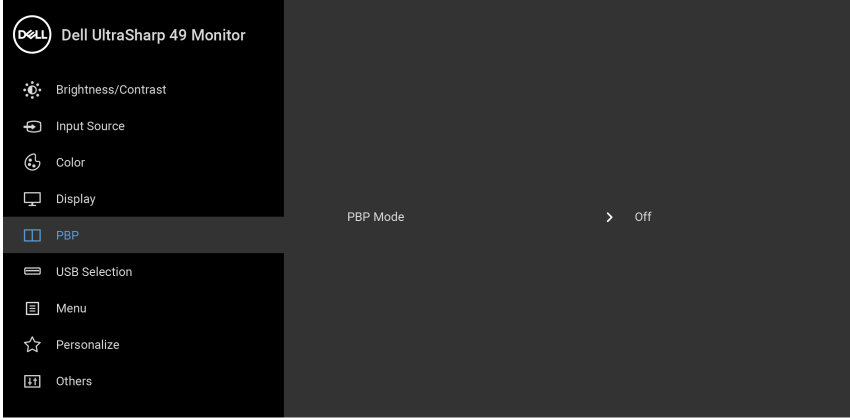 DELL
Dell UltraSharp 49 Monitor
Brightness/Contrast
Input Source
Color
Display
PBP
USB Selection
Menu
Personalize
Others
PBP Mode
Off